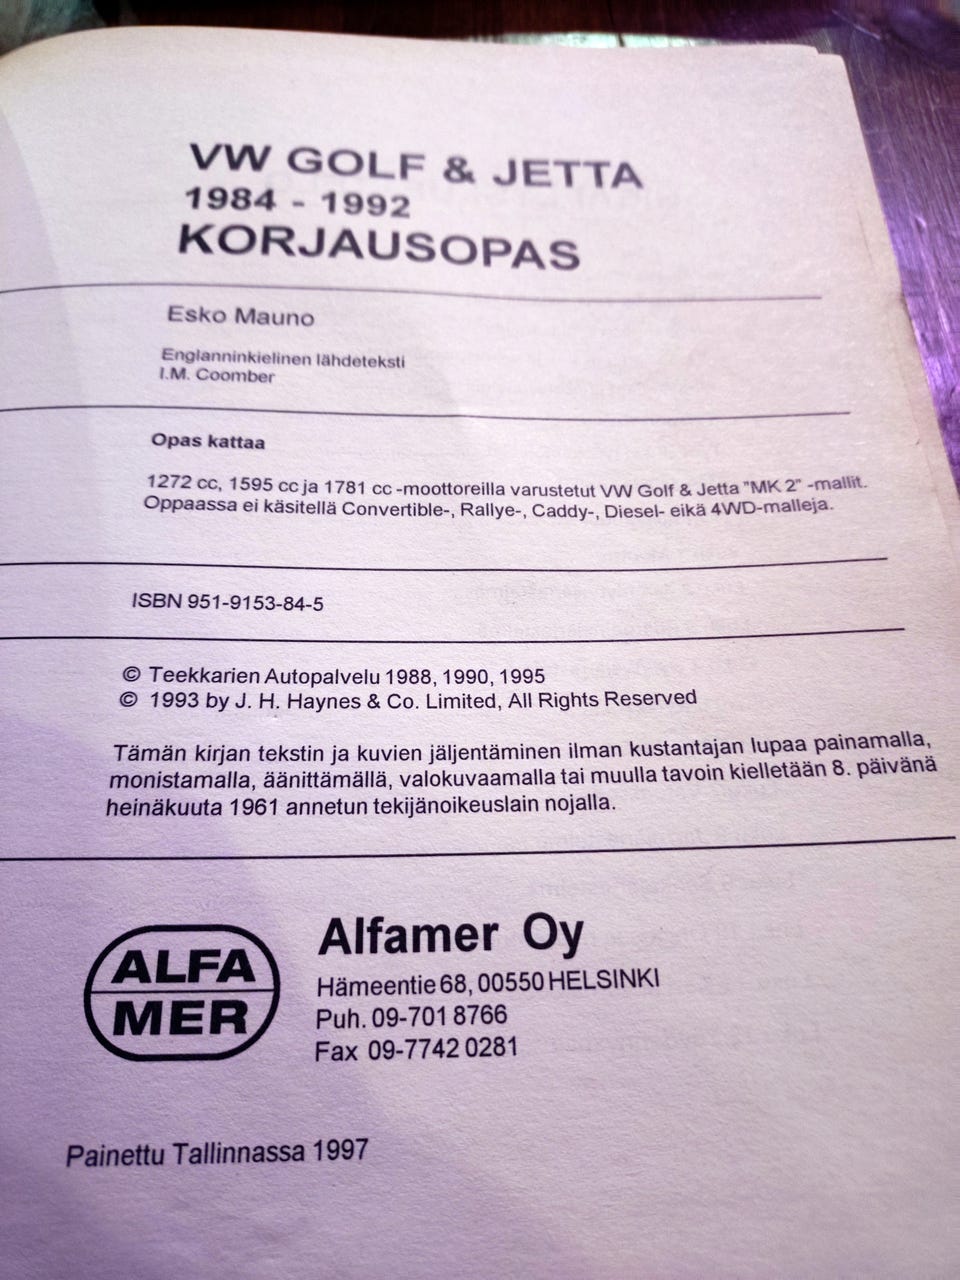 VW GOLF & JETTA
1984 - 1992
KORJAUSOPAS
Esko Mauno
Englanninkielinen lähdeteksti
I.M. Coomber
Opas kattaa
1272 cc, 1595 cc ja 1781 cc -moottoreilla varustetut VW Golf & Jetta "MK 2" -mallit.
Oppaassa ei käsitellä Convertible-, Rallye-, Caddy-, Diesel- eikä 4WD-malleja.
ISBN 951-9153-84-5
© Teekkarien Autopalvelu 1988, 1990, 1995
© 1993 by J. H. Haynes & Co. Limited, All Rights Reserved
Tämän kirjan tekstin ja kuvien jäljentäminen ilman kustantajan lupaa painamalla,
monistamalla, äänittämällä, valokuvaamalla tai muulla tavoin kielletään 8. päivänä
heinäkuuta 1961 annetun tekijänoikeuslain nojalla.
ALFA
MER
Alfamer Oy
Hämeentie 68, 00550 HELSINKI
Puh. 09-701 8766
Fax 09-7742 0281
Painettu Tallinnassa 1997